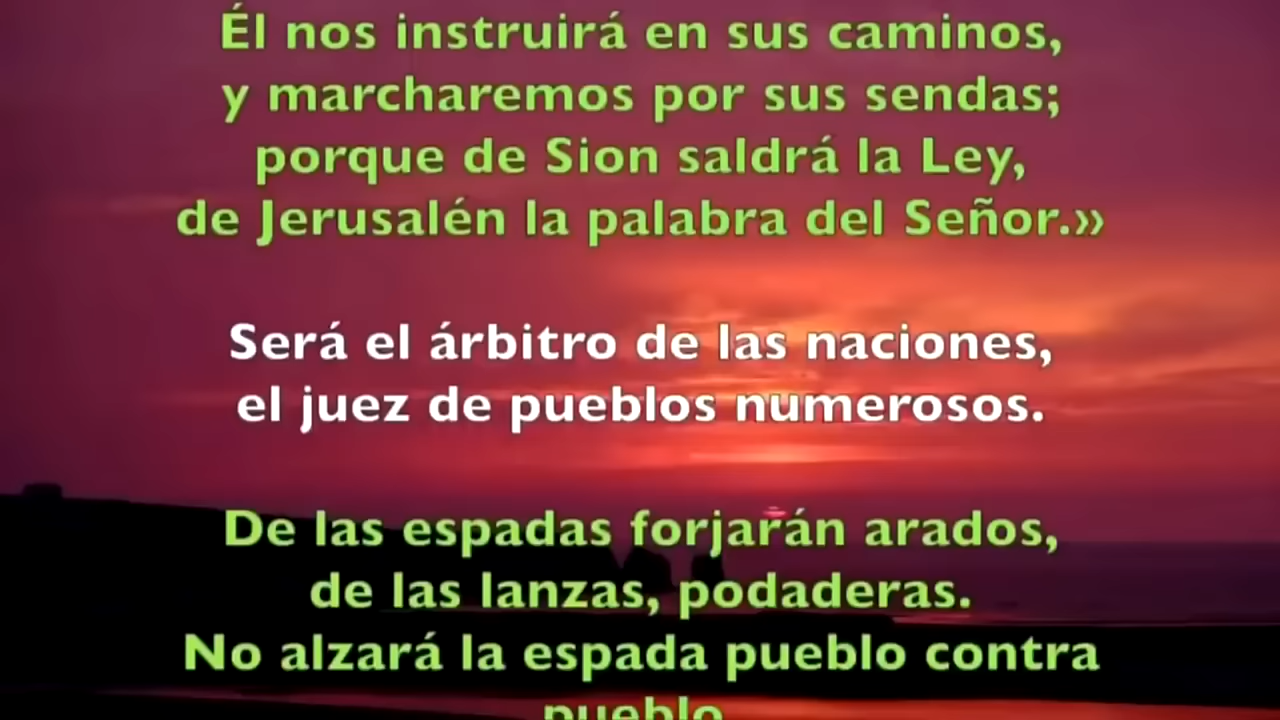 Él nos instruirá en sus caminos,
y marcharemos por sus sendas;
porque de Sion saldrá la Ley,
de Jerusalén la palabra del Señor.»
Será el árbitro de las naciones,
el juez de pueblos numerosos.
De las espadas forjarán arados,
de las lanzas, podaderas.
No alzará la espada pueblo contra
pueblo